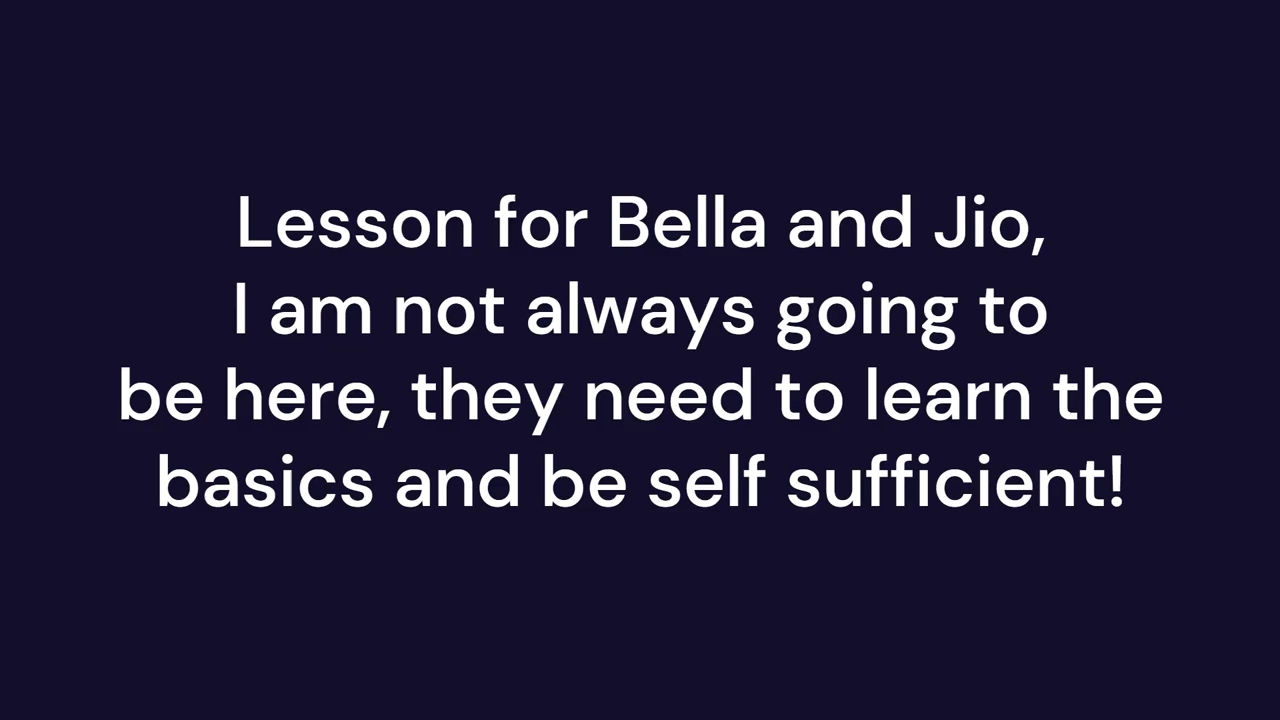 Lesson for Bella and Jio,
I am not always going to
be here, they need to learn the
basics and be self sufficient!